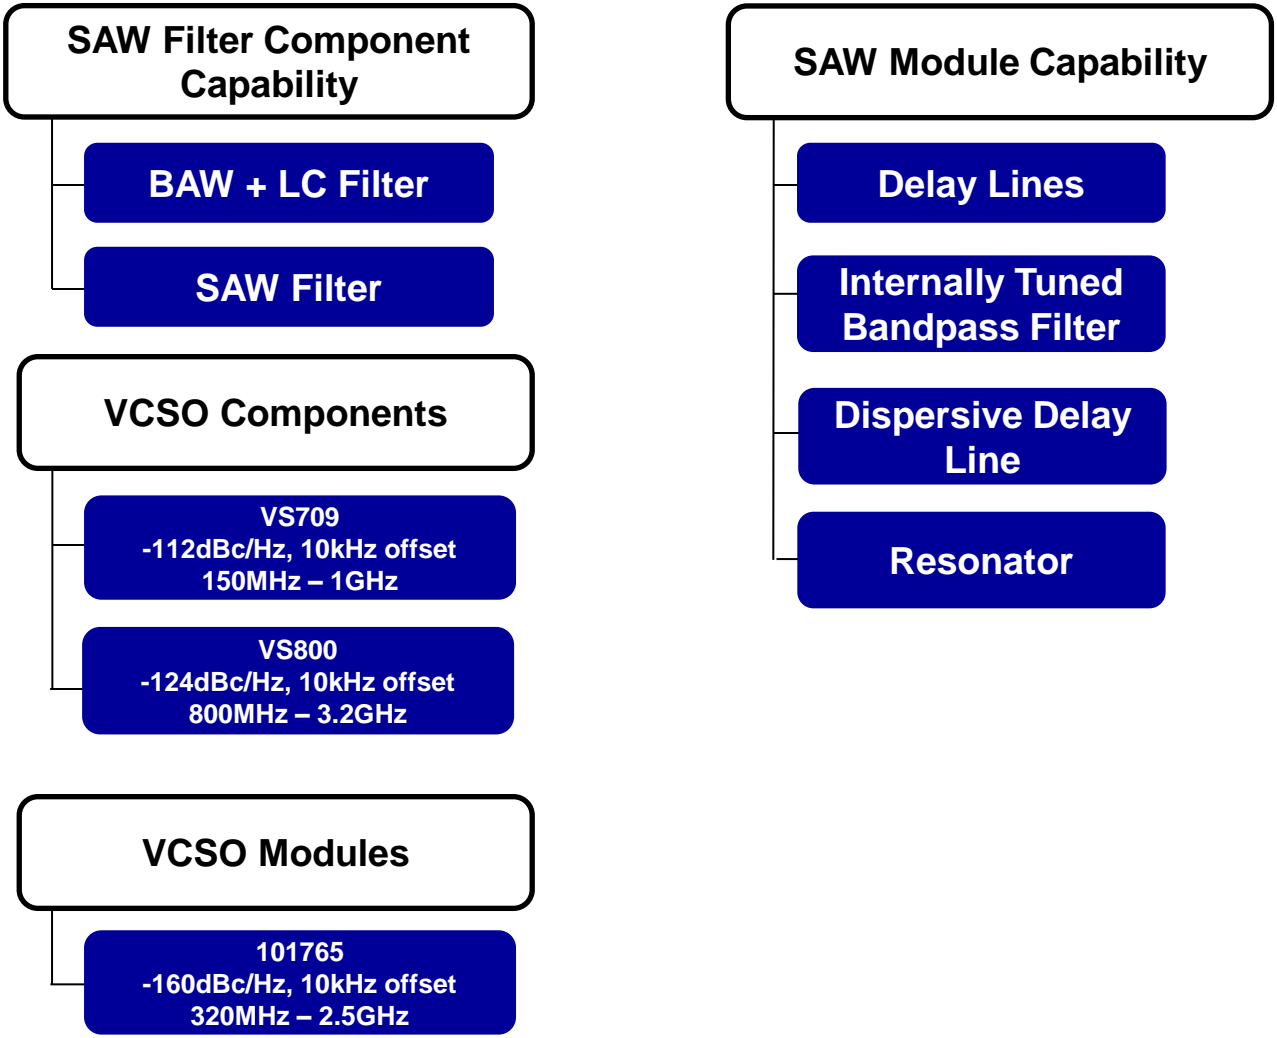 SAW Filter Component
Capability
BAW + LC Filter
SAW Filter
VCSO Components
VS709
-112dBc/Hz, 10kHz offset
150MHz – 1GHz
VS800
-124dBc/Hz, 10kHz offset
800MHz – 3.2GHz
VCSO Modules
101765
-160dBc/Hz, 10kHz offset
320MHz – 2.5GHz
SAW Module Capability
Delay Lines
Internally Tuned
Bandpass Filter
Dispersive Delay
Line
Resonator